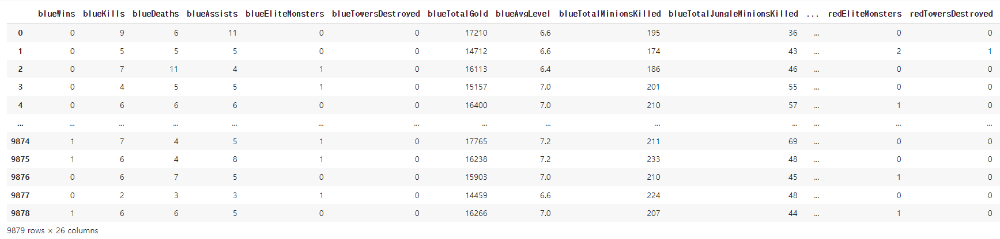 blueWins blueKills blueDeaths blueAssists blueEliteMonsters blueTowersDestroyed blueTotalGold blueAvgLevel blueTotalMinionsKilled blueTotalJungleMinionsKilled ... redEliteMonsters redTowersDestroyed
0 0 9 6 11 0 0 17210 6.6 195 36 ... 0 0
1 0 5 5 5 0 0 14712 6.6 174 43 ... 2 1
2 0 7 11 4 1 0 16113 6.4 186 46 ... 0 0
3 0 4 5 5 1 0 15157 7.0 201 55 ... 0 0
4 0 6 6 6 0 0 16400 7.0 210 57 ... 1 0
... ... ... ... ... ... ... ... ... ... ... ... ... ...
9874 1 7 4 5 1 0 17765 7.2 211 69 ... 0 0
9875 1 6 4 8 1 0 16238 7.2 233 48 ... 0 0
9876 0 6 7 5 0 0 15903 7.0 210 45 ... 1 0
9877 0 2 3 3 1 0 14459 6.6 224 48 ... 0 0
9878 1 6 6 5 0 0 16266 7.0 207 44 ... 1 0
9879 rows × 26 columns